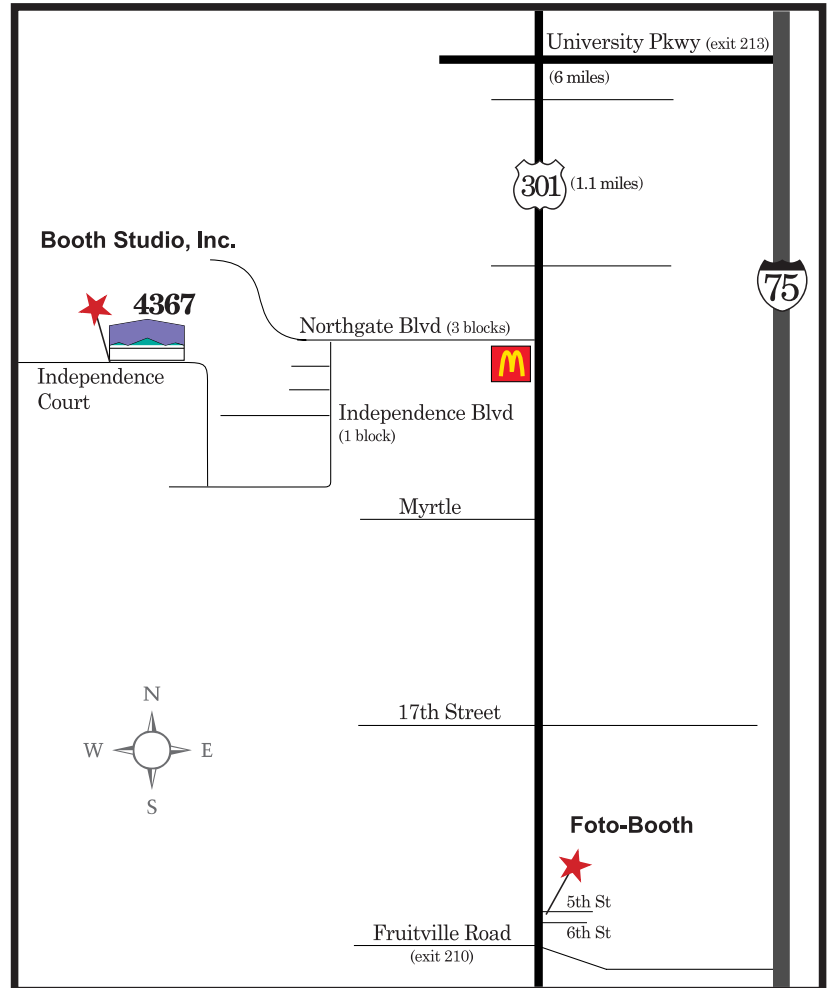 University Pkwy (exit 213)
(6 miles)
301 (1.1 miles)
Booth Studio, Inc.
75
4367
Northgate Blvd (3 blocks)
Independence
Court
Independence Blvd
(1 block)
Myrtle
N
W E
S
17th Street
Foto-Booth
5th St
6th St
Fruitville Road
(exit 210)